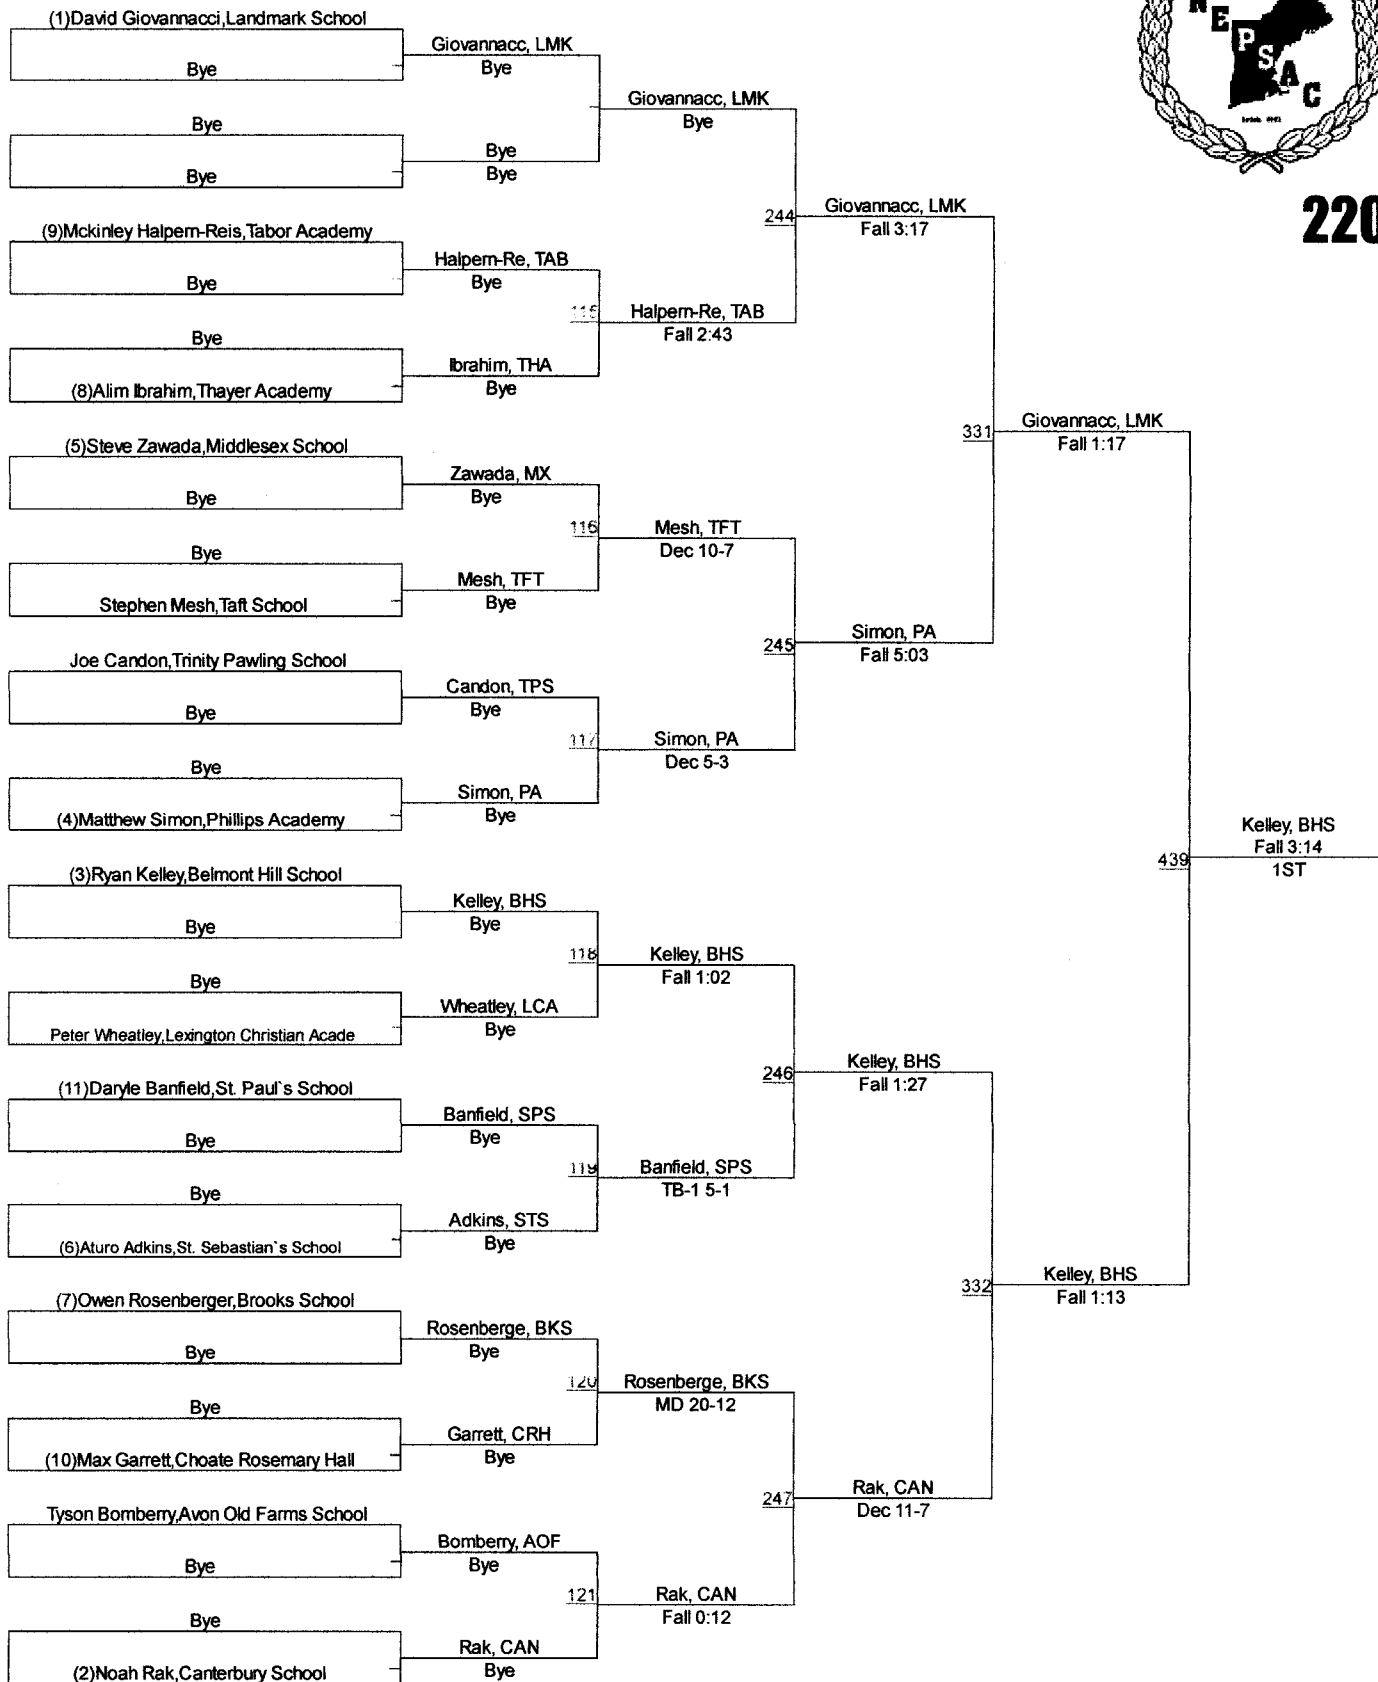 (1)David Giovannacci,Landmark School
Bye
Giovannacc, LMK
Bye
Bye
Bye
Bye
Bye
Giovannacc, LMK
Bye
(9)Mckinley Halpern-Reis,Tabor Academy
Bye
Halpern-Re, TAB
Bye
Bye
(8)Alim Ibrahim,Thayer Academy
Ibrahim, THA
Bye
115
Halpern-Re, TAB
Fall 2:43
244
Giovannacc, LMK
Fall 3:17
(5)Steve Zawada,Middlesex School
Bye
Zawada, MX
Bye
Bye
Stephen Mesh,Taft School
Mesh, TFT
Bye
116
Mesh, TFT
Dec 10-7
Joe Candon,Trinity Pawling School
Bye
Candon, TPS
Bye
Bye
(4)Matthew Simon,Phillips Academy
Simon, PA
Bye
117
Simon, PA
Dec 5-3
245
Simon, PA
Fall 5:03
331
Giovannacc, LMK
Fall 1:17
(3)Ryan Kelley,Belmont Hill School
Bye
Kelley, BHS
Bye
Bye
Peter Wheatley,Lexington Christian Acade
Wheatley, LCA
Bye
118
Kelley, BHS
Fall 1:02
(11)Daryle Banfield,St. Paul`s School
Bye
Banfield, SPS
Bye
Bye
(6)Aturo Adkins,St. Sebastian`s School
Adkins, STS
Bye
119
Banfield, SPS
TB-1 5-1
246
Kelley, BHS
Fall 1:27
(7)Owen Rosenberger,Brooks School
Bye
Rosenberge, BKS
Bye
Bye
(10)Max Garrett,Choate Rosemary Hall
Garrett, CRH
Bye
120
Rosenberge, BKS
MD 20-12
Tyson Bomberry,Avon Old Farms School
Bye
Bomberry, AOF
Bye
Bye
(2)Noah Rak,Canterbury School
Rak, CAN
Bye
121
Rak, CAN
Fall 0:12
247
Rak, CAN
Dec 11-7
332
Kelley, BHS
Fall 1:13
439
Kelley, BHS
Fall 3:14
1ST
NEPSAC
220